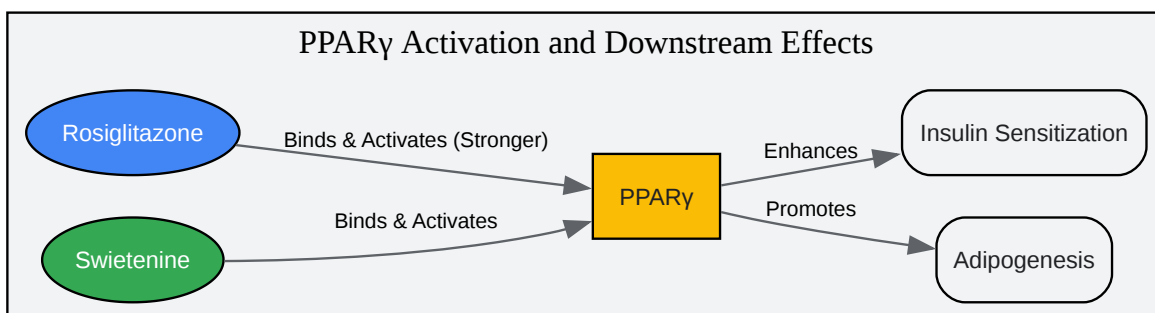 PPARγ Activation and Downstream Effects
Rosiglitazone
Binds & Activates (Stronger)
Swietenine
Binds & Activates
PPARγ
Enhances
Insulin Sensitization
Promotes
Adipogenesis